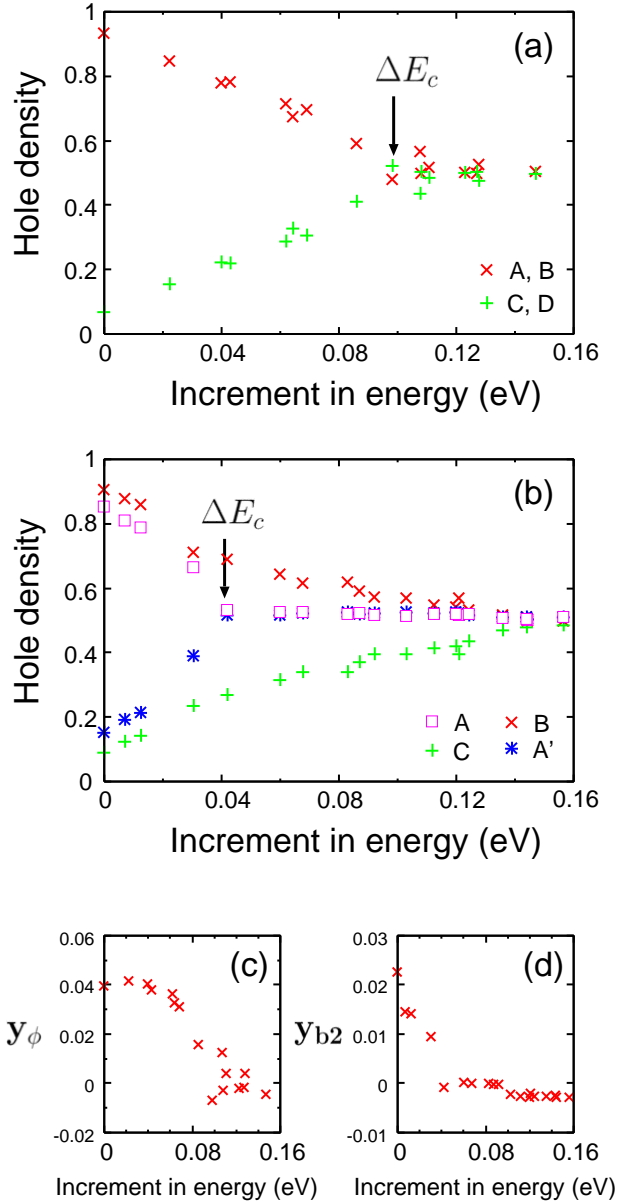 (a)
ΔE_c
Hole density
1
0.8
0.6
0.4
0.2
0
A, B
C, D
0 0.04 0.08 0.12 0.16
Increment in energy (eV)
(b)
ΔE_c
Hole density
1
0.8
0.6
0.4
0.2
0
A B
C A'
0 0.04 0.08 0.12 0.16
Increment in energy (eV)
(c)
y_ϕ
0.06
0.04
0.02
0
-0.02
0 0.08 0.16
Increment in energy (eV)
(d)
y_b2
0.03
0.02
0.01
0
-0.01
0 0.08 0.16
Increment in energy (eV)